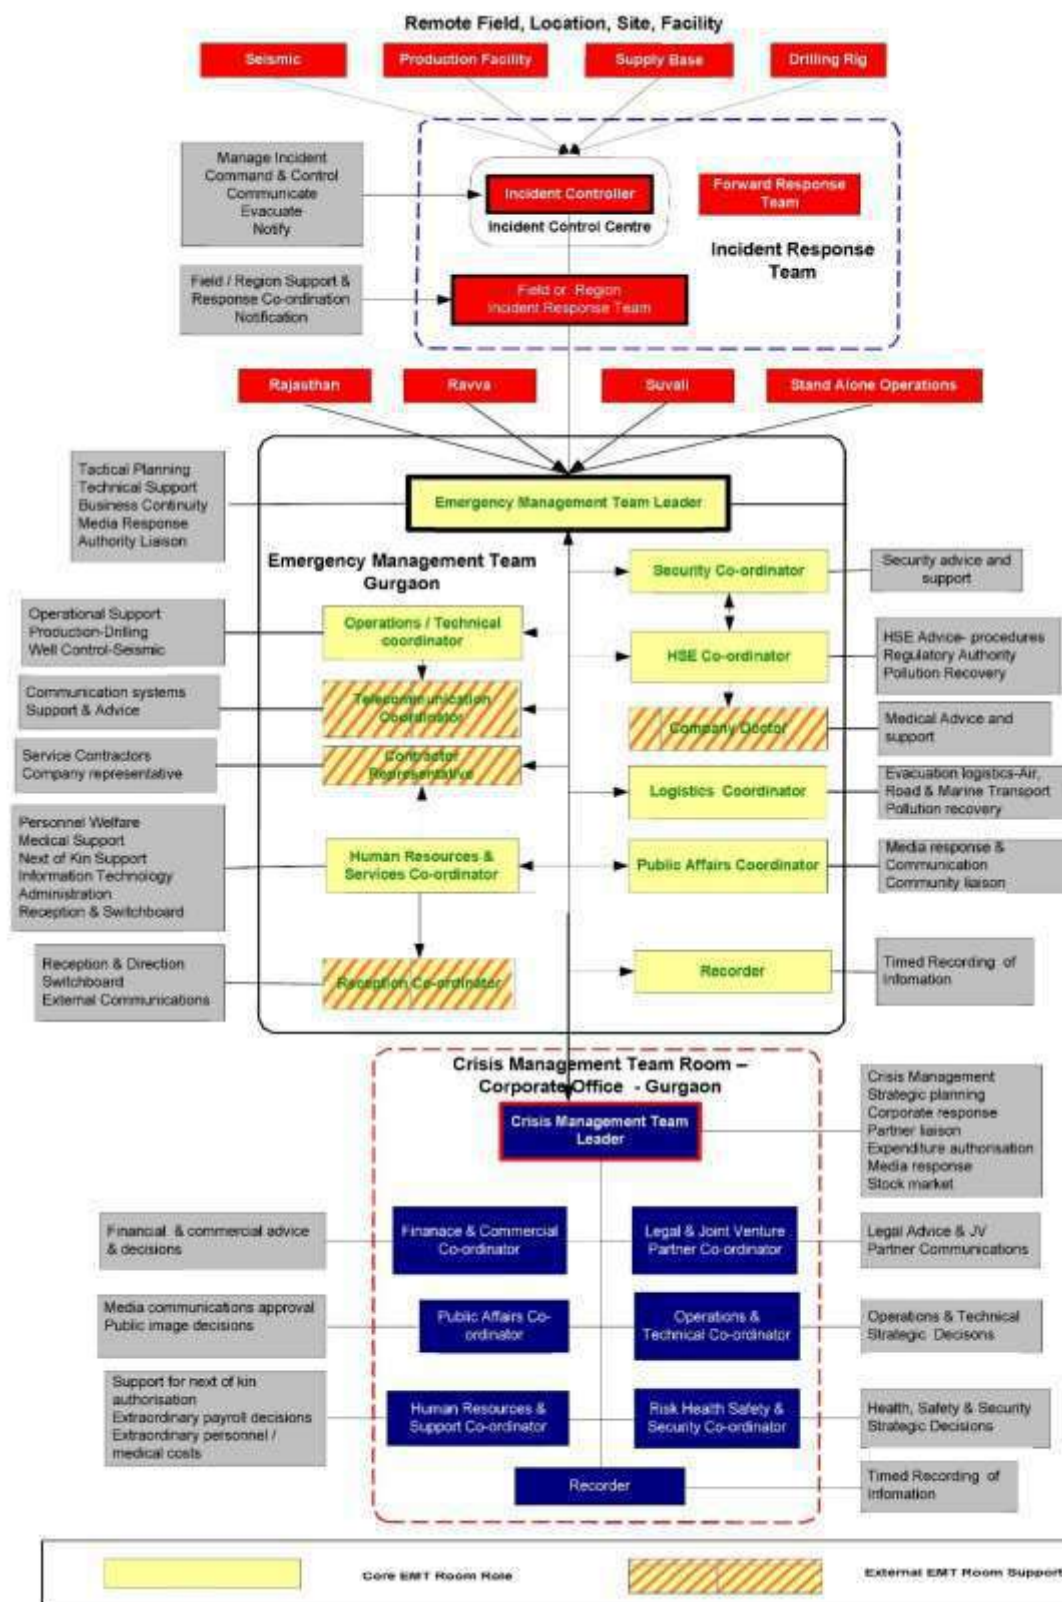 Remote Field, Location, Site, Facility
Seismic
Production Facility
Supply Base
Drilling Rig
Manage Incident
Command & Control
Communicate
Evacuate
Notify
Incident Controller
Incident Control Centre
Forward Response
Team
Incident Response
Team
Field / Region Support &
Response Co-ordination
Notification
Field or Region
Incident Response Team
Rajasthan
Ravva
Suvali
Stand Alone Operations
Tactical Planning
Technical Support
Business Continuity
Media Response
Authority Liaison
Emergency Management Team Leader
Emergency Management Team
Gurgaon
Security Co-ordinator
Security advice and
support
Operational Support
Production-Drilling
Well Control-Seismic
Operations / Technical
coordinator
HSE Co-ordinator
HSE Advice- procedures
Regulatory Authority
Pollution Recovery
Communication systems
Support & Advice
Telecommunication
Coordinator
Company Doctor
Medical Advice and
support
Service Contractors
Company representative
Contractor
Representative
Logistics Coordinator
Evacuation logistics-Air,
Road & Marine Transport
Pollution recovery
Personnel Welfare
Medical Support
Next of Kin Support
Information Technology
Administration
Reception & Switchboard
Human Resources &
Services Co-ordinator
Public Affairs Coordinator
Media response &
Communication
Community liaison
Reception & Direction
Switchboard
External Communications
Reception Co-ordinator
Recorder
Timed Recording of
Infomation
Crisis Management Team Room –
Corporate Office - Gurgaon
Crisis Management Team
Leader
Crisis Management
Strategic planning
Corporate response
Partner liaison
Expenditure authorisation
Media response
Stock market
Financial & commercial advice
& decisions
Finanace & Commercial
Co-ordinator
Legal & Joint Venture
Partner Co-ordinator
Legal Advice & JV
Partner Communications
Media communications approval
Public image decisions
Public Affairs Co-
ordinator
Operations &
Technical Co-ordinator
Operations & Technical
Strategic Decisons
Support for next of kin
authorisation
Extraordinary payroll decisions
Extraordinary personnel /
medical costs
Human Resources &
Support Co-ordinator
Risk Health Safety &
Security Co-ordinator
Health, Safety & Security
Strategic Decisions
Recorder
Timed Recording of
Infomation
Core EMT Room Role
External EMT Room Support